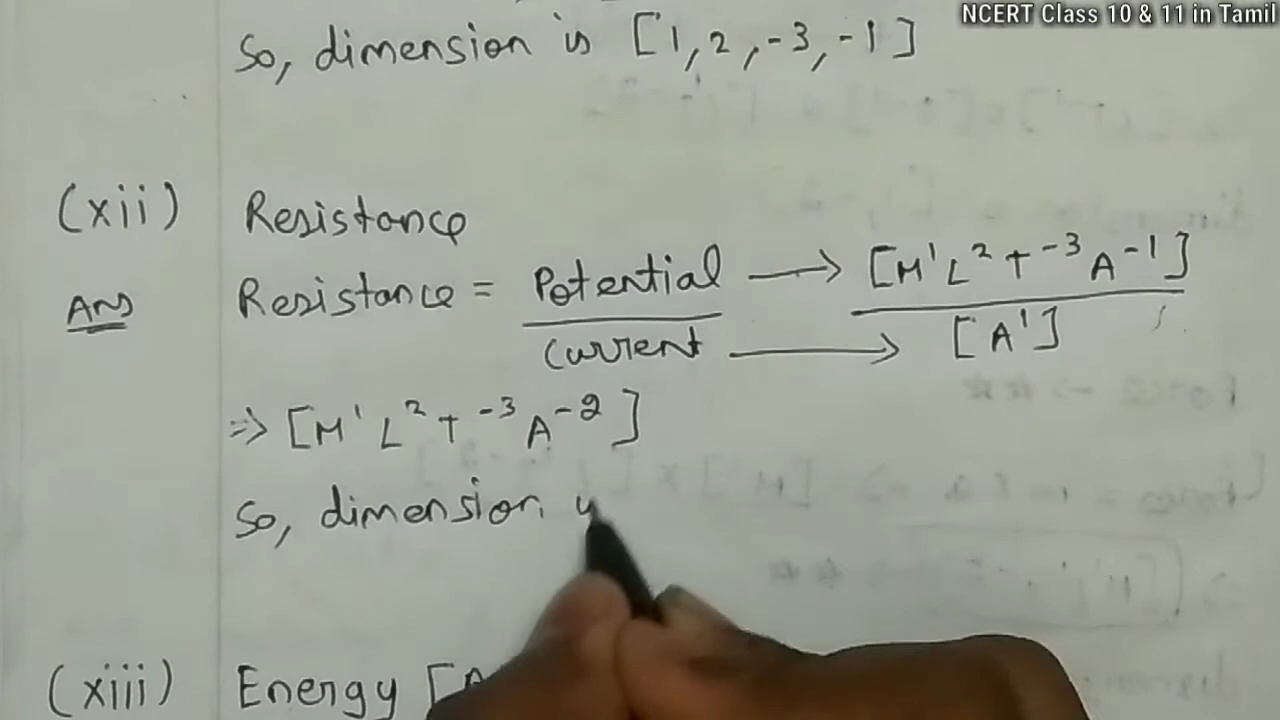 NCERT Class 10 & 11 in Tamil
So, dimension is [1, 2, -3, -1]
(xii) Resistance
Ans Resistance = Potential → [M¹L²T⁻³A⁻¹]
Current → [A¹]
⇒ [M¹L²T⁻³A⁻²]
So, dimension
(xiii) Energy [